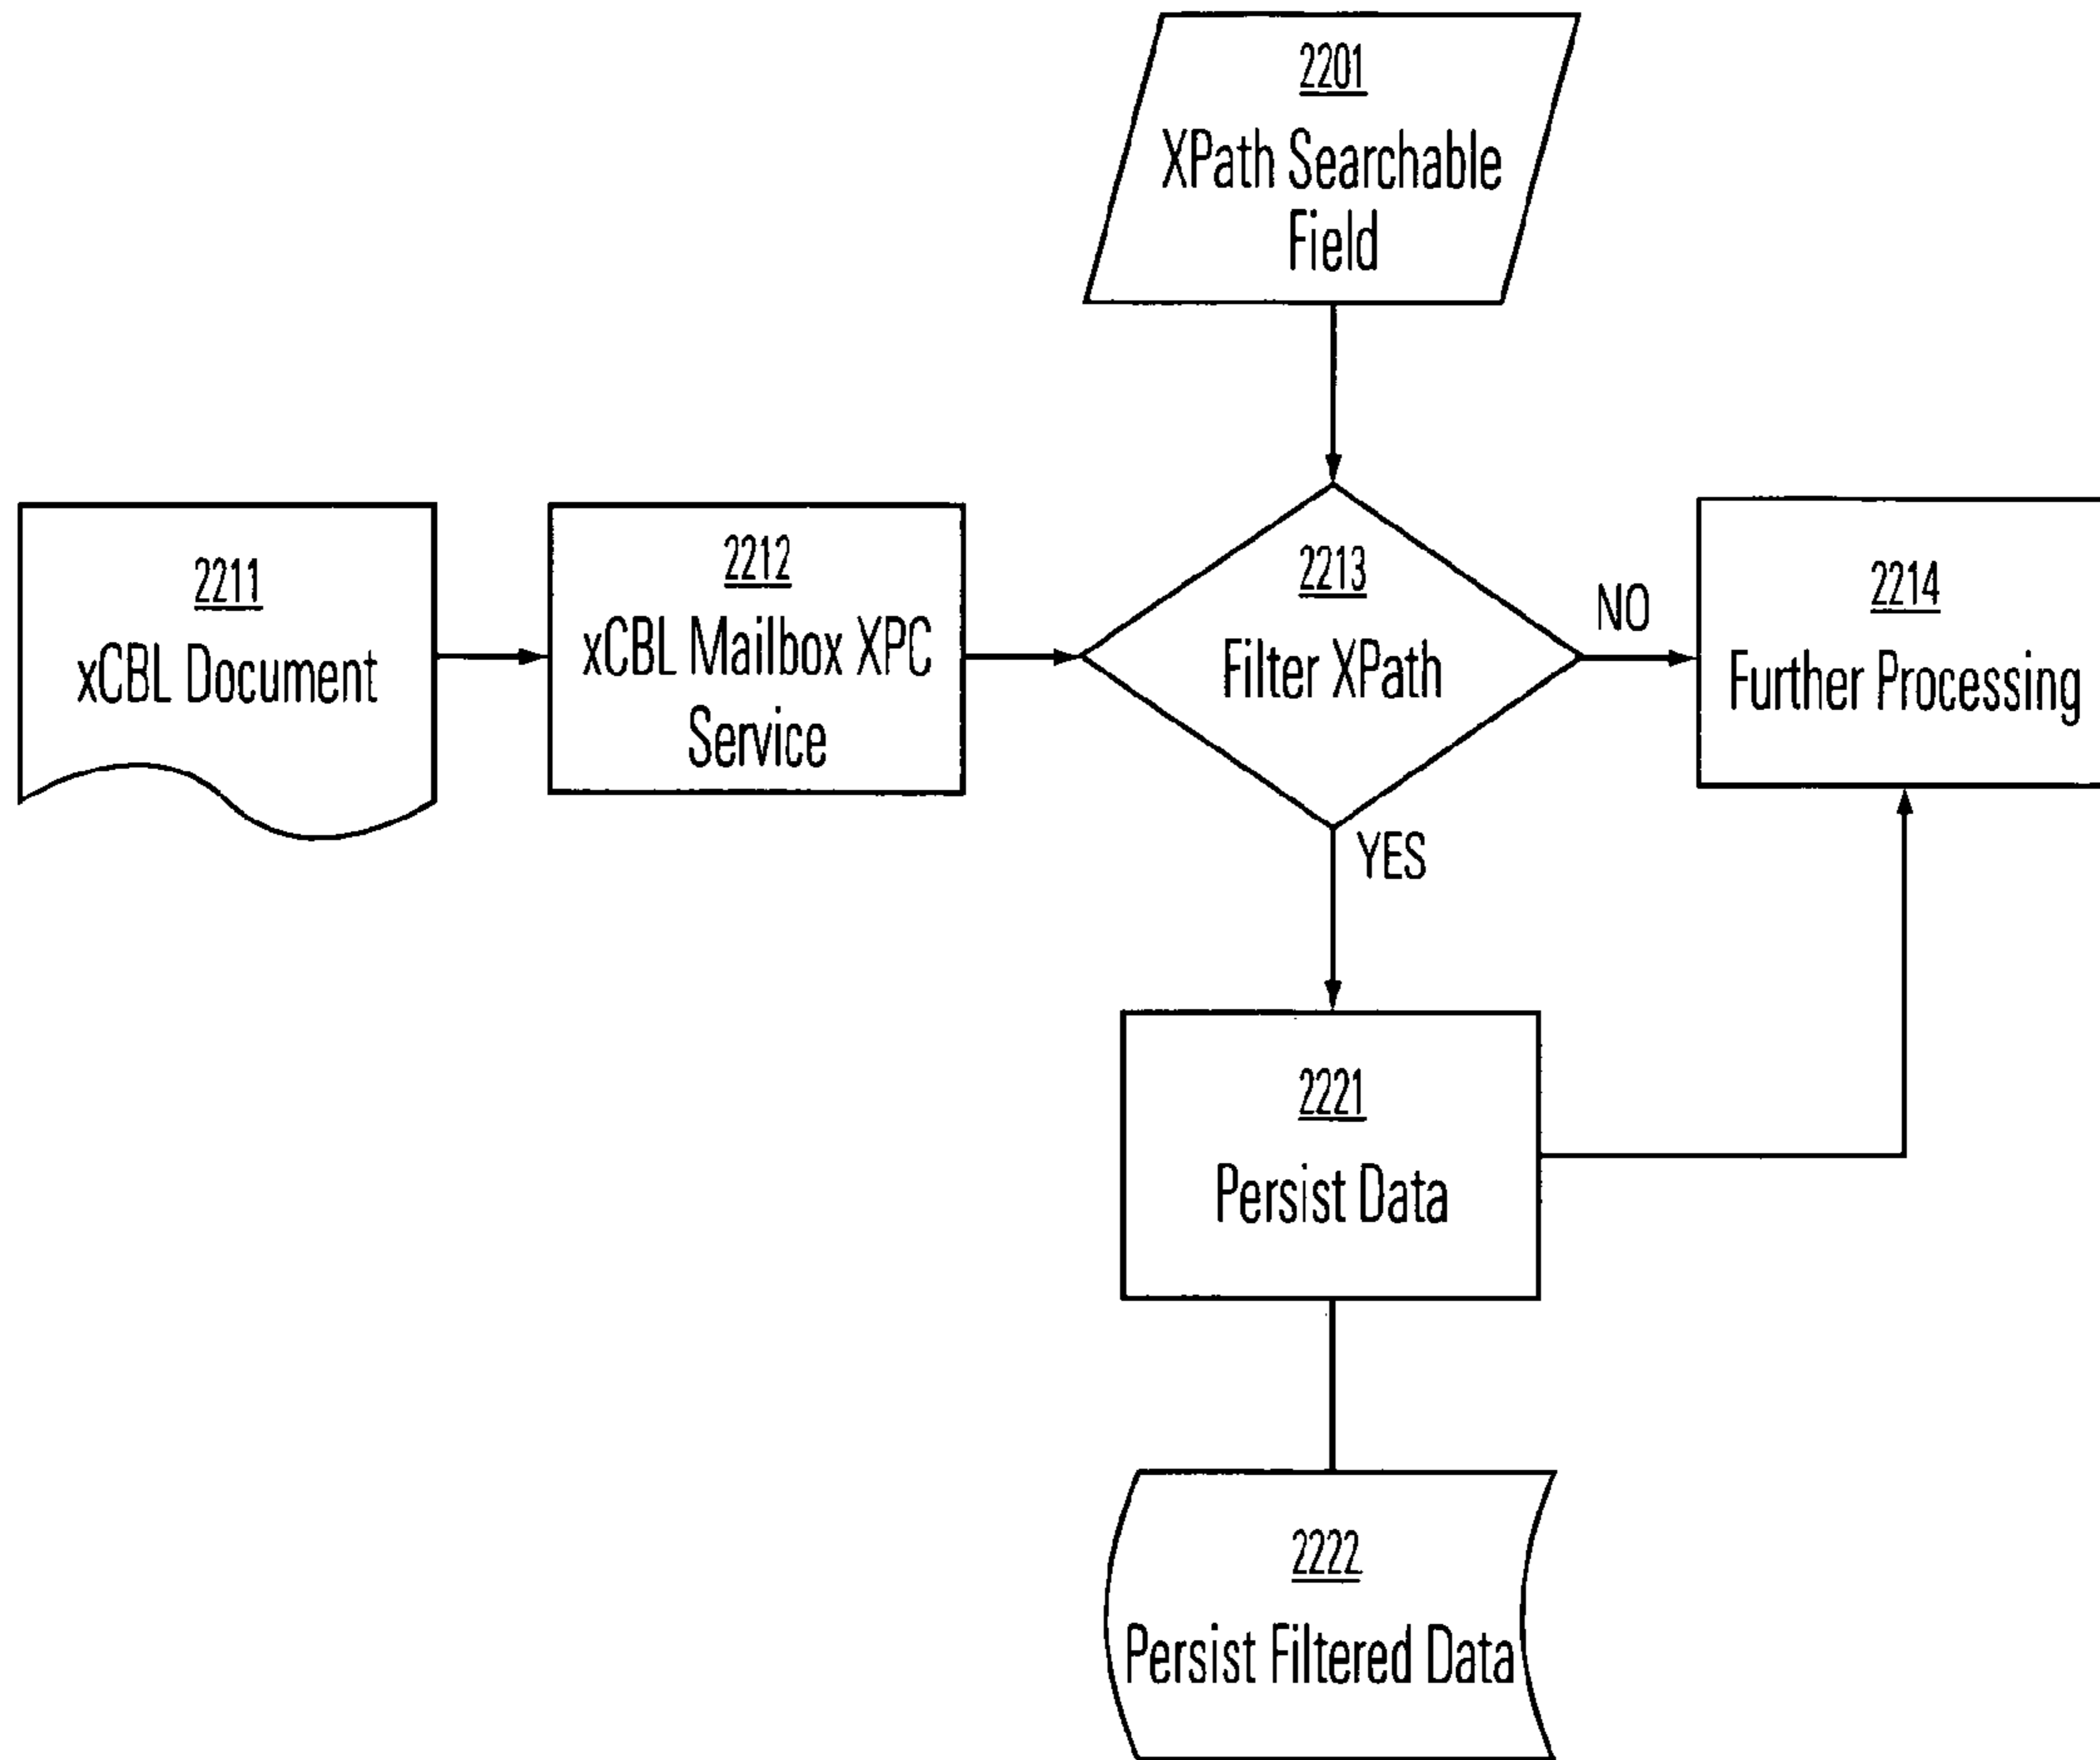 2201
XPath Searchable
Field
2211
xCBL Document
2212
xCBL Mailbox XPC
Service
2213
Filter XPath
NO
2214
Further Processing
YES
2221
Persist Data
2222
Persist Filtered Data